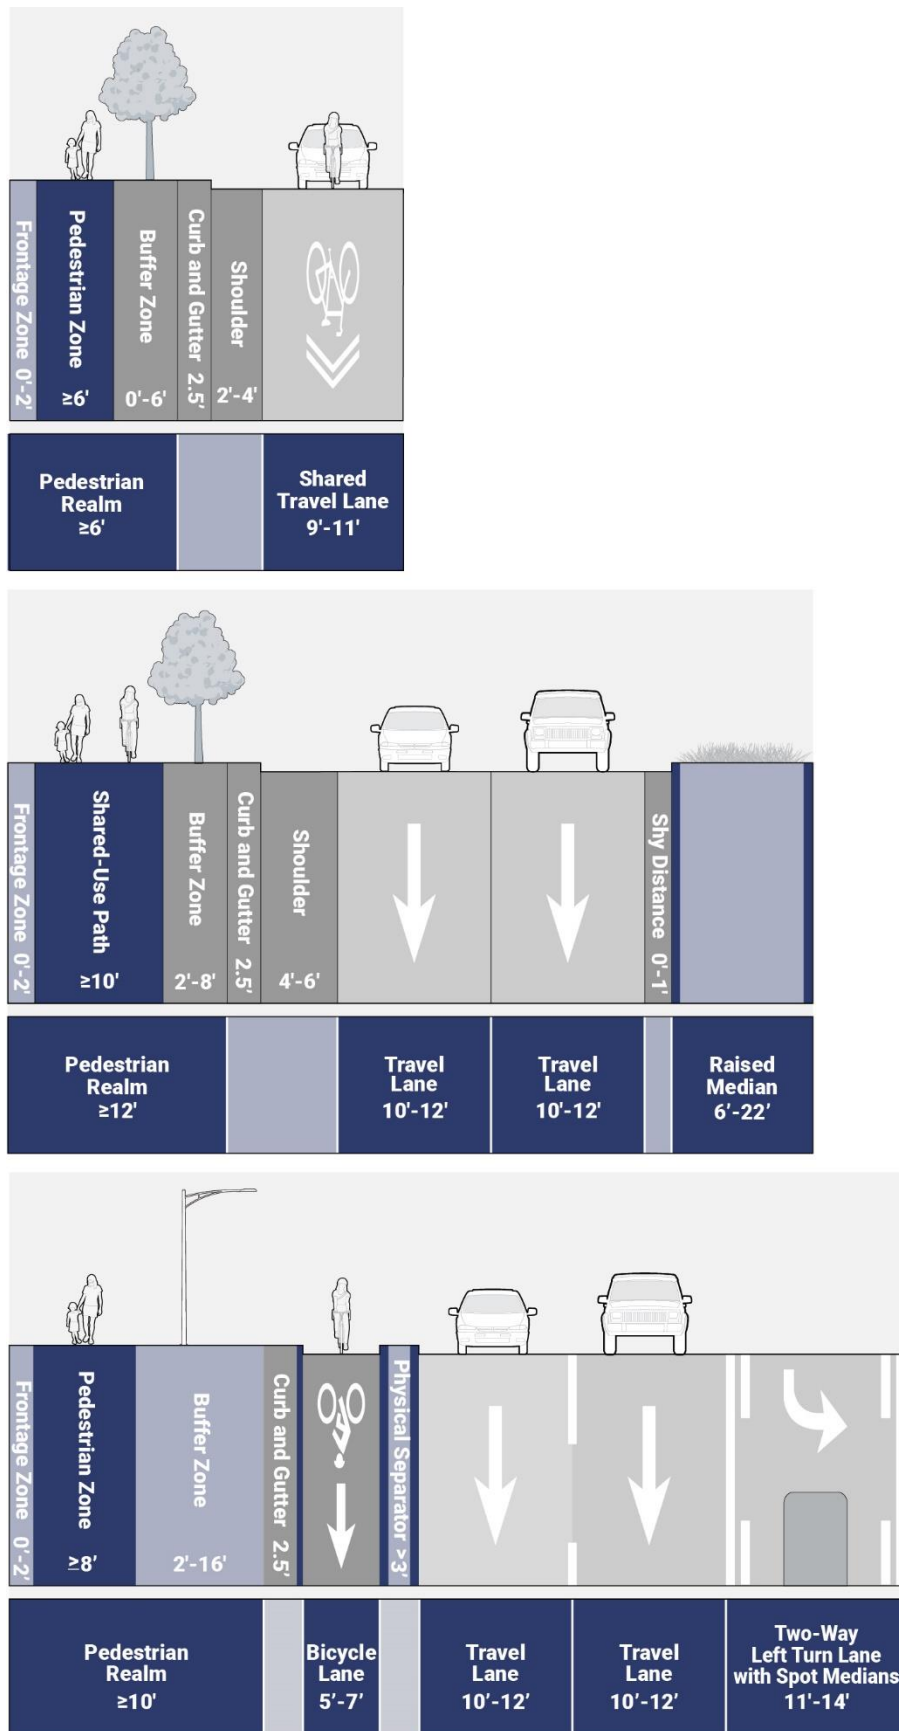 Frontage Zone 0'-2'
Pedestrian Zone
≥6'
Buffer Zone
0'-6'
Curb and Gutter 2.5'
Shoulder
2'-4'
Pedestrian
Realm
≥6'
Shared
Travel Lane
9'-11'
Frontage Zone 0'-2'
Shared-Use Path
≥10'
Buffer Zone
2'-8'
Curb and Gutter 2.5'
Shoulder
4'-6'
Shy Distance 0'-1'
Pedestrian
Realm
≥12'
Travel
Lane
10'-12'
Travel
Lane
10'-12'
Raised
Median
6’-22’
Frontage Zone 0'-2'
Pedestrian Zone
≥8'
Buffer Zone
2'-16'
Curb and Gutter 2.5'
Physical Separator >3'
Pedestrian
Realm
≥10'
Bicycle
Lane
5’-7’
Travel
Lane
10’-12’
Travel
Lane
10’-12’
Two-Way
Left Turn Lane
with Spot Medians
11'-14'